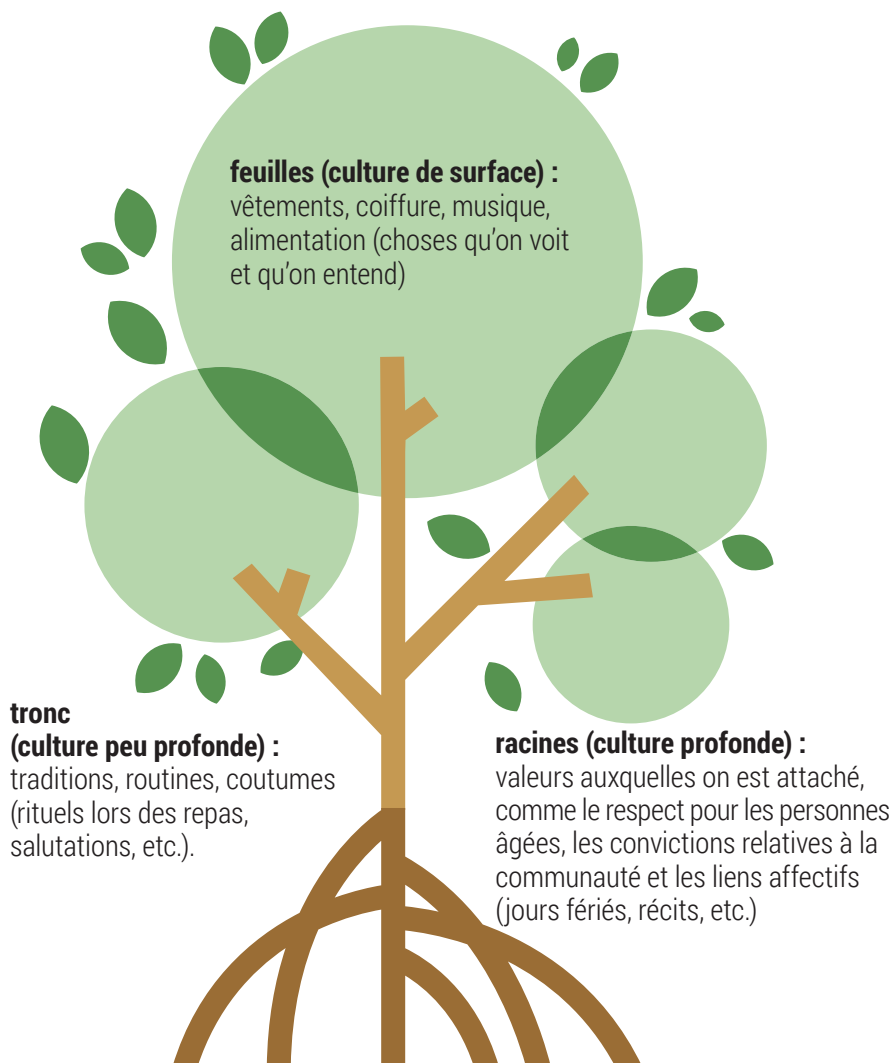 feuilles (culture de surface) :
vêtements, coiffure, musique,
alimentation (choses qu’on voit
et qu’on entend)
tronc
(culture peu profonde) :
traditions, routines, coutumes
(rituels lors des repas,
salutations, etc.).
racines (culture profonde) :
valeurs auxquelles on est attaché,
comme le respect pour les personnes
âgées, les convictions relatives à la
communauté et les liens affectifs
(jours fériés, récits, etc.)